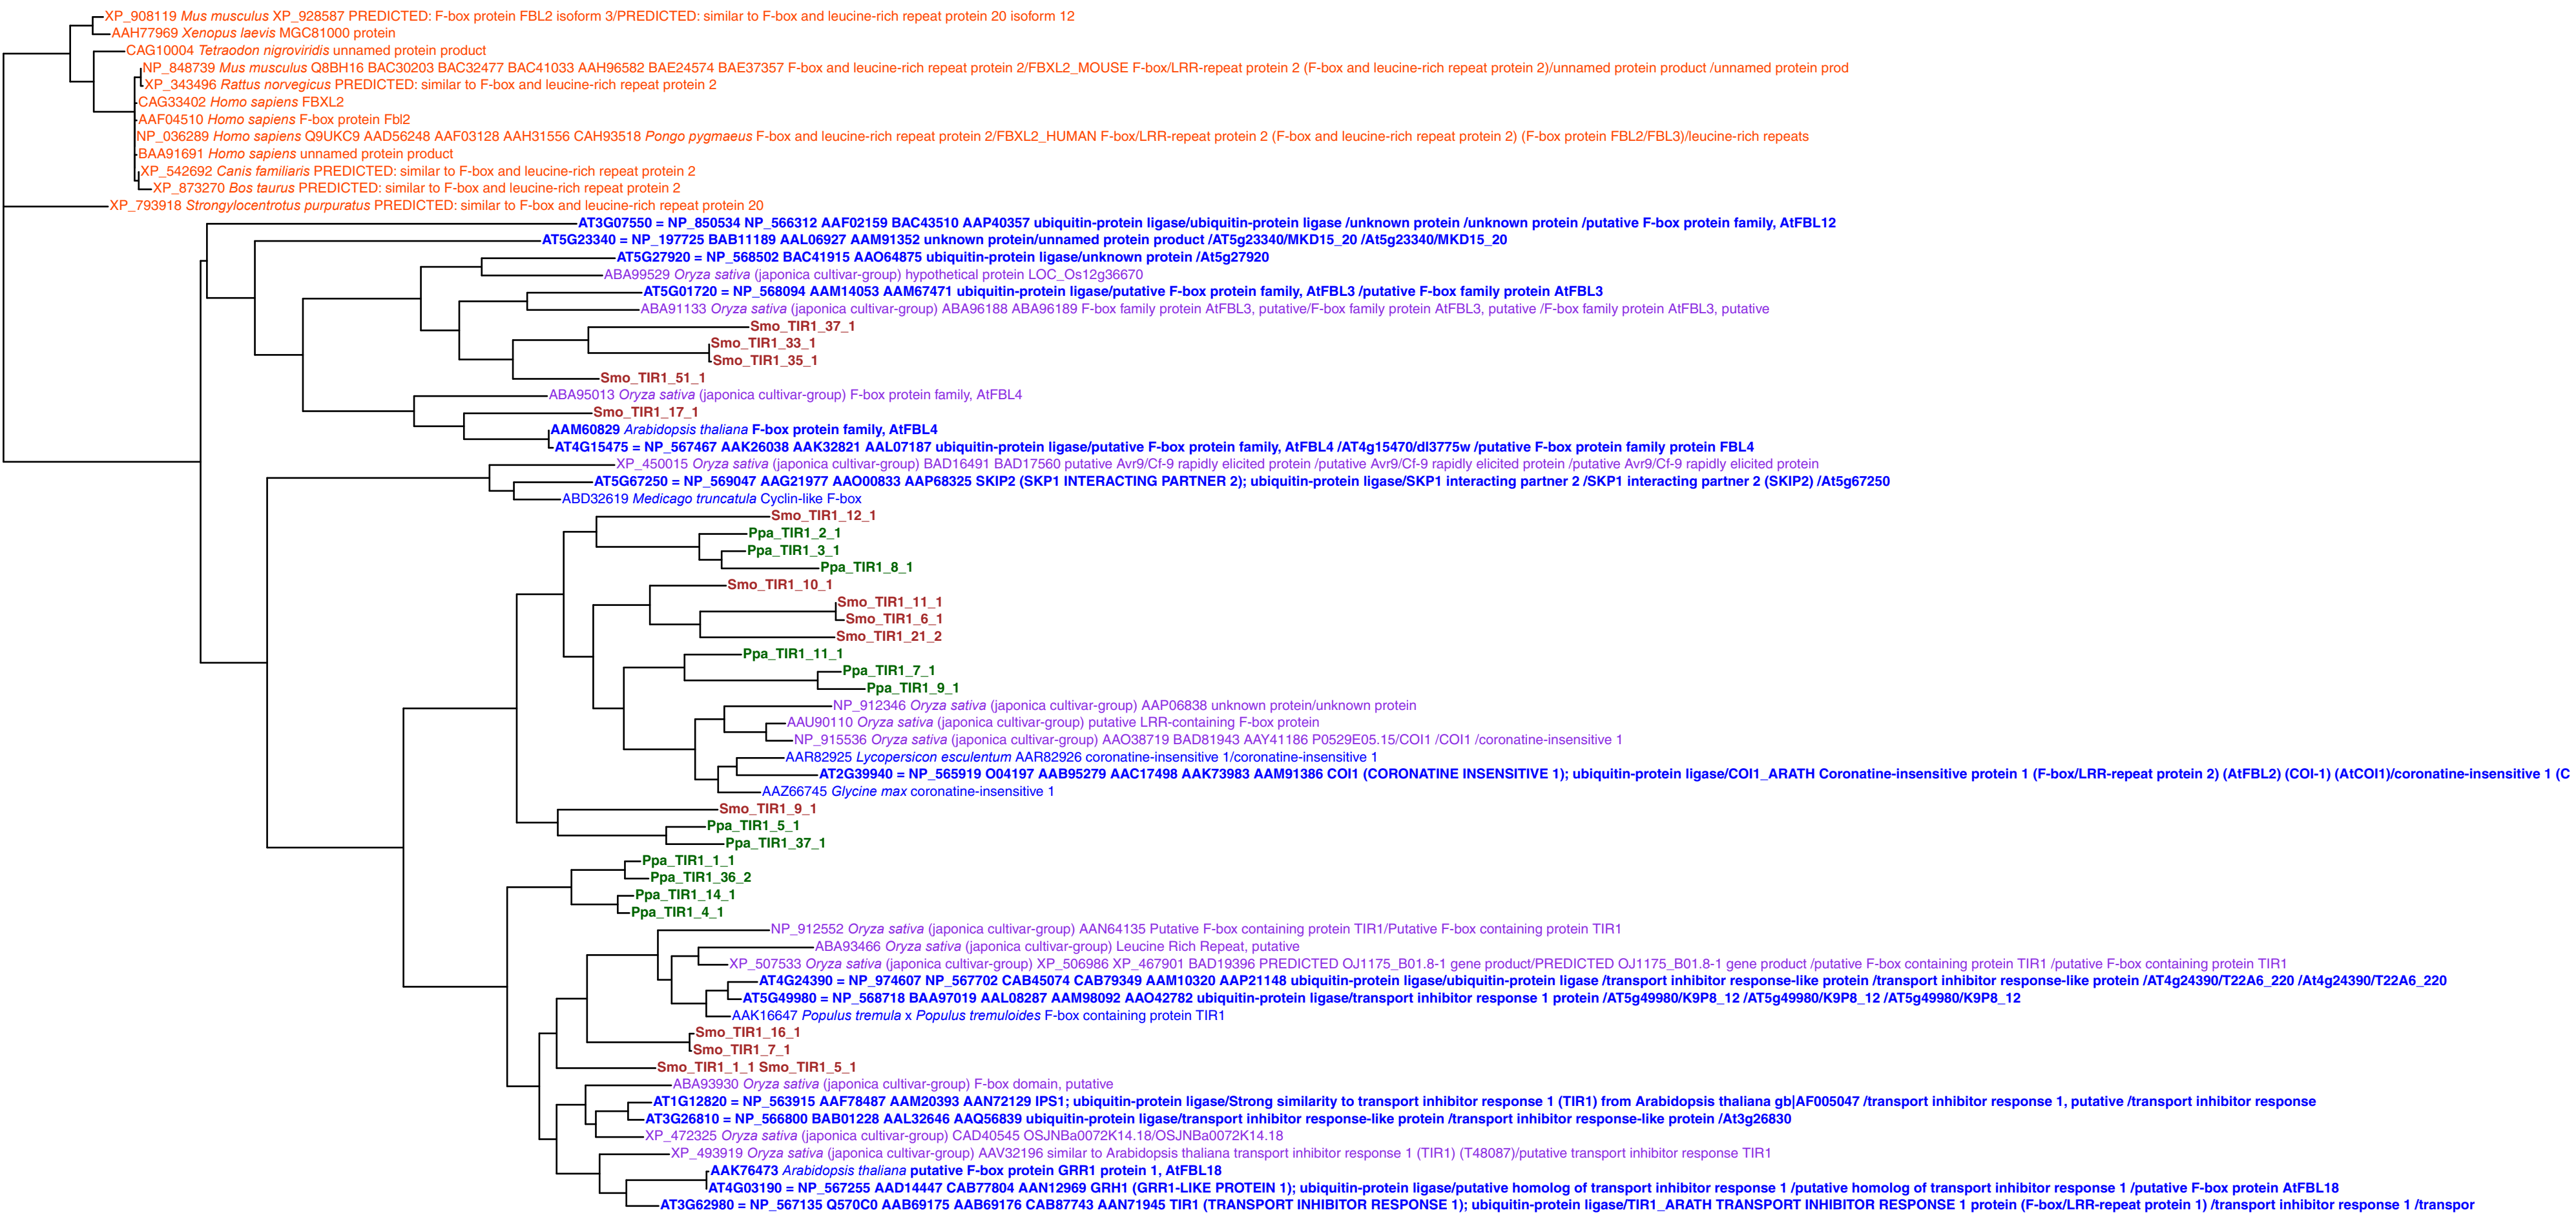 XP_908119 Mus musculus XP_928587 PREDICTED: F-box protein FBL2 isoform 3/PREDICTED: similar to F-box and leucine-rich repeat protein 20 isoform 12
AAH77969 Xenopus laevis MGC81000 protein
CAG10004 Tetraodon nigroviridis unnamed protein product
NP_848739 Mus musculus Q8BH16 BAC30203 BAC32477 BAC41033 AAH96582 BAE24574 BAE37357 F-box and leucine-rich repeat protein 2/FBXL2_MOUSE F-box/LRR-repeat protein 2 (F-box and leucine-rich repeat protein 2)/unnamed protein product /unnamed protein prod
XP_343496 Rattus norvegicus PREDICTED: similar to F-box and leucine-rich repeat protein 2
CAG33402 Homo sapiens FBXL2
AAF04510 Homo sapiens F-box protein Fbl2
NP_036289 Homo sapiens Q9UKC9 AAD56248 AAF03128 AAH31556 CAH93518 Pongo pygmaeus F-box and leucine-rich repeat protein 2/FBXL2_HUMAN F-box/LRR-repeat protein 2 (F-box and leucine-rich repeat protein 2) (F-box protein FBL2/FBL3)/leucine-rich repeats
BAA91691 Homo sapiens unnamed protein product
XP_542692 Canis familiaris PREDICTED: similar to F-box and leucine-rich repeat protein 2
XP_873270 Bos taurus PREDICTED: similar to F-box and leucine-rich repeat protein 2
XP_793918 Strongylocentrotus purpuratus PREDICTED: similar to F-box and leucine-rich repeat protein 20
AT3G07550 = NP_850534 NP_566312 AAF02159 BAC43510 AAP40357 ubiquitin-protein ligase/ubiquitin-protein ligase /unknown protein /unknown protein /putative F-box protein family, AtFBL12
AT5G23340 = NP_197725 BAB11189 AAL06927 AAM91352 unknown protein/unnamed protein product /AT5g23340/MKD15_20 /At5g23340/MKD15_20
AT5G27920 = NP_568502 BAC41915 AAO64875 ubiquitin-protein ligase/unknown protein /At5g27920
ABA99529 Oryza sativa (japonica cultivar-group) hypothetical protein LOC_Os12g36670
AT5G01720 = NP_568094 AAM14053 AAM67471 ubiquitin-protein ligase/putative F-box protein family, AtFBL3 /putative F-box family protein AtFBL3
ABA91133 Oryza sativa (japonica cultivar-group) ABA96188 ABA96189 F-box family protein AtFBL3, putative/F-box family protein AtFBL3, putative /F-box family protein AtFBL3, putative
Smo_TIR1_37_1
Smo_TIR1_33_1
Smo_TIR1_35_1
Smo_TIR1_51_1
ABA95013 Oryza sativa (japonica cultivar-group) F-box protein family, AtFBL4
Smo_TIR1_17_1
AAM60829 Arabidopsis thaliana F-box protein family, AtFBL4
AT4G15475 = NP_567467 AAK26038 AAK32821 AAL07187 ubiquitin-protein ligase/putative F-box protein family, AtFBL4 /AT4g15470/dl3775w /putative F-box protein family protein FBL4
XP_450015 Oryza sativa (japonica cultivar-group) BAD16491 BAD17560 putative Avr9/Cf-9 rapidly elicited protein /putative Avr9/Cf-9 rapidly elicited protein /putative Avr9/Cf-9 rapidly elicited protein
AT5G67250 = NP_569047 AAG21977 AAO00833 AAP68325 SKIP2 (SKP1 INTERACTING PARTNER 2); ubiquitin-protein ligase/SKP1 interacting partner 2 /SKP1 interacting partner 2 (SKIP2) /At5g67250
ABD32619 Medicago truncatula Cyclin-like F-box
Smo_TIR1_12_1
Ppa_TIR1_2_1
Ppa_TIR1_3_1
Ppa_TIR1_8_1
Smo_TIR1_10_1
Smo_TIR1_11_1
Smo_TIR1_6_1
Smo_TIR1_21_2
Ppa_TIR1_11_1
Ppa_TIR1_7_1
Ppa_TIR1_9_1
NP_912346 Oryza sativa (japonica cultivar-group) AAP06838 unknown protein/unknown protein
AAU90110 Oryza sativa (japonica cultivar-group) putative LRR-containing F-box protein
NP_915536 Oryza sativa (japonica cultivar-group) AAO38719 BAD81943 AAY41186 P0529E05.15/COI1 /COI1 /coronatine-insensitive 1
AAR82925 Lycopersicon esculentum AAR82926 coronatine-insensitive 1/coronatine-insensitive 1
AT2G39940 = NP_565919 O04197 AAB95279 AAC17498 AAK73983 AAM91386 COI1 (CORONATINE INSENSITIVE 1); ubiquitin-protein ligase/COI1_ARATH Coronatine-insensitive protein 1 (F-box/LRR-repeat protein 2) (AtFBL2) (COI-1) (AtCOI1)/coronatine-insensitive 1 (C
AAZ66745 Glycine max coronatine-insensitive 1
Smo_TIR1_9_1
Ppa_TIR1_5_1
Ppa_TIR1_37_1
Ppa_TIR1_1_1
Ppa_TIR1_36_2
Ppa_TIR1_14_1
Ppa_TIR1_4_1
NP_912552 Oryza sativa (japonica cultivar-group) AAN64135 Putative F-box containing protein TIR1/Putative F-box containing protein TIR1
ABA93466 Oryza sativa (japonica cultivar-group) Leucine Rich Repeat, putative
XP_507533 Oryza sativa (japonica cultivar-group) XP_506986 XP_467901 BAD19396 PREDICTED OJ1175_B01.8-1 gene product/PREDICTED OJ1175_B01.8-1 gene product /putative F-box containing protein TIR1 /putative F-box containing protein TIR1
AT4G24390 = NP_974607 NP_567702 CAB45074 CAB79349 AAM10320 AAP21148 ubiquitin-protein ligase/ubiquitin-protein ligase /transport inhibitor response-like protein /transport inhibitor response-like protein /AT4g24390/T22A6_220 /At4g24390/T22A6_220
AT5G49980 = NP_568718 BAA97019 AAL08287 AAM98092 AAO42782 ubiquitin-protein ligase/transport inhibitor response 1 protein /AT5g49980/K9P8_12 /AT5g49980/K9P8_12 /AT5g49980/K9P8_12
AAK16647 Populus tremula x Populus tremuloides F-box containing protein TIR1
Smo_TIR1_16_1
Smo_TIR1_7_1
Smo_TIR1_1_1 Smo_TIR1_5_1
ABA93930 Oryza sativa (japonica cultivar-group) F-box domain, putative
AT1G12820 = NP_563915 AAF78487 AAM20393 AAN72129 IPS1; ubiquitin-protein ligase/Strong similarity to transport inhibitor response 1 (TIR1) from Arabidopsis thaliana gb|AF005047 /transport inhibitor response 1, putative /transport inhibitor response
AT3G26810 = NP_566800 BAB01228 AAL32646 AAQ56839 ubiquitin-protein ligase/transport inhibitor response-like protein /transport inhibitor response-like protein /At3g26830
XP_472325 Oryza sativa (japonica cultivar-group) CAD40545 OSJNBa0072K14.18/OSJNBa0072K14.18
XP_493919 Oryza sativa (japonica cultivar-group) AAV32196 similar to Arabidopsis thaliana transport inhibitor response 1 (TIR1) (T48087)/putative transport inhibitor response TIR1
AAK76473 Arabidopsis thaliana putative F-box protein GRR1 protein 1, AtFBL18
AT4G03190 = NP_567255 AAD14447 CAB77804 AAN12969 GRH1 (GRR1-LIKE PROTEIN 1); ubiquitin-protein ligase/putative homolog of transport inhibitor response 1 /putative homolog of transport inhibitor response 1 /putative F-box protein AtFBL18
AT3G62980 = NP_567135 Q570C0 AAB69175 AAB69176 CAB87743 AAN71945 TIR1 (TRANSPORT INHIBITOR RESPONSE 1); ubiquitin-protein ligase/TIR1_ARATH TRANSPORT INHIBITOR RESPONSE 1 protein (F-box/LRR-repeat protein 1) /transport inhibitor response 1 /transpor